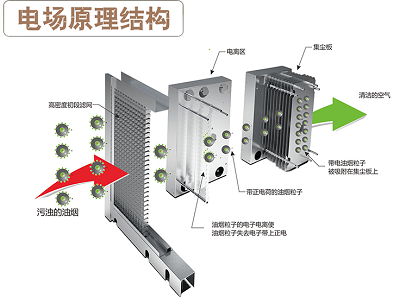 电场原理结构
电离区
集尘板
清洁的空气
高密度初段滤网
带电油烟粒子
被吸附在集尘板上
带正电荷的油烟粒子
污浊的油烟
油烟粒子的电子电离使
油烟粒子失去电子带上正电